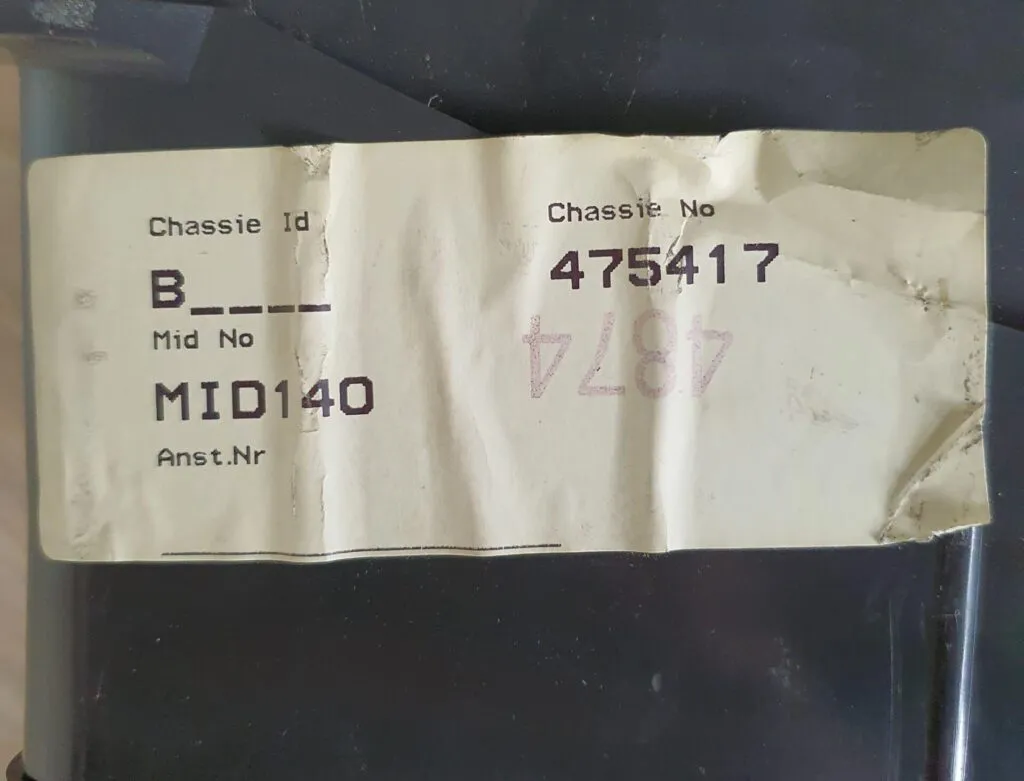 Chassie Id
B____
Mid No
MID140
Anst.Nr
Chassie No
475417
4874